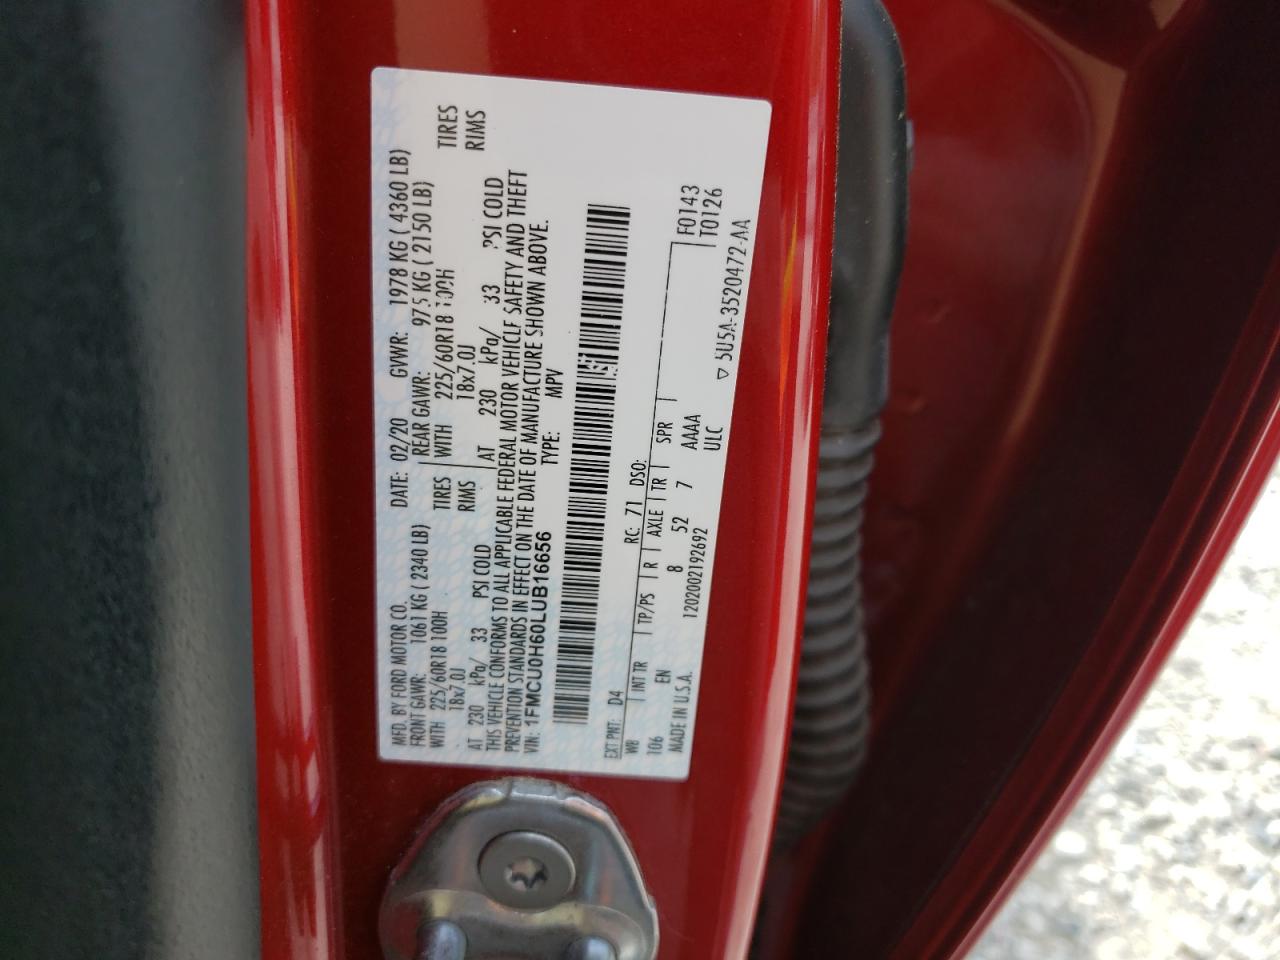 MFD. BY FORD MOTOR CO.
DATE: 02/20 GVWR: 1978 KG ( 4360 LB)
FRONT GAWR: 1061 KG ( 2340 LB)
REAR GAWR: 975 KG ( 2150 LB)
WITH 225/60R18 100H TIRES
WITH 225/60R18 100H TIRES
18x7.0J RIMS
18x7.0J RIMS
AT 230 kPa/ 33 PSI COLD
AT 230 kPa/ 33 PSI COLD
THIS VEHICLE CONFORMS TO ALL APPLICABLE FEDERAL MOTOR VEHICLE SAFETY AND THEFT
PREVENTION STANDARDS IN EFFECT ON THE DATE OF MANUFACTURE SHOWN ABOVE.
VIN: 1FMCU0H60LUB16656
TYPE: MPV
EXT PNT: D4 RC: 71 DSO: F0143
WB INT TR TP/PS R AXLE TR SPR T0126
106 EN 8 52 7 AAAA
MADE IN U.S.A. 1202002192692 ULC
5U5A-3520472-AA